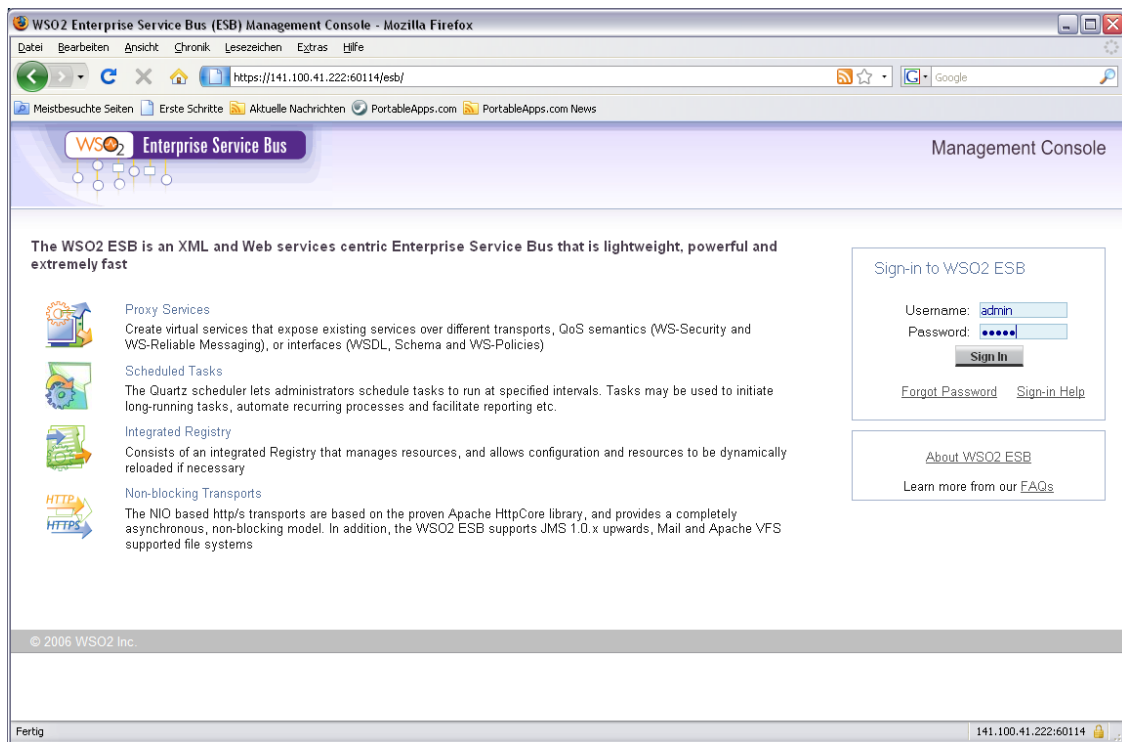 WSO2 Enterprise Service Bus (ESB) Management Console - Mozilla Firefox
Datei Bearbeiten Ansicht Chronik Lesezeichen Extras Hilfe
https://141.100.41.222:60114/esb/
G Google
Meistbesuchte Seiten Erste Schritte Aktuelle Nachrichten PortableApps.com PortableApps.com News
WSO2 Enterprise Service Bus
Management Console
The WSO2 ESB is an XML and Web services centric Enterprise Service Bus that is lightweight, powerful and
extremely fast
Proxy Services
Create virtual services that expose existing services over different transports, QoS semantics (WS-Security and
WS-Reliable Messaging), or interfaces (WSDL, Schema and WS-Policies)
Scheduled Tasks
The Quartz scheduler lets administrators schedule tasks to run at specified intervals. Tasks may be used to initiate
long-running tasks, automate recurring processes and facilitate reporting etc.
Integrated Registry
Consists of an integrated Registry that manages resources, and allows configuration and resources to be dynamically
reloaded if necessary
HTTP
HTTPS
Non-blocking Transports
The NIO based http/s transports are based on the proven Apache HttpCore library, and provides a completely
asynchronous, non-blocking model. In addition, the WSO2 ESB supports JMS 1.0.x upwards, Mail and Apache VFS
supported file systems
Sign-in to WSO2 ESB
Username: admin
Password: •••••
Sign In
Forgot Password Sign-in Help
About WSO2 ESB
Learn more from our FAQs
© 2006 WSO2 Inc.
Fertig
141.100.41.222:60114